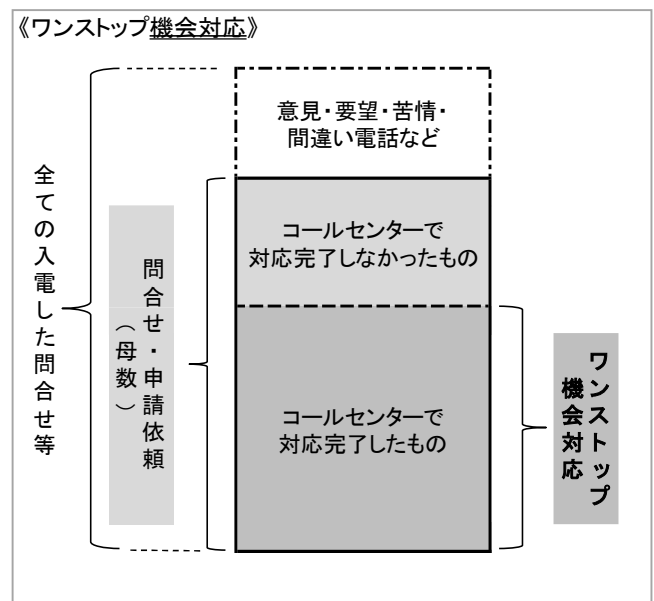 《ワンストップ機会対応》
意見・要望・苦情・
間違い電話など
全ての入電した問合せ等
問合せ・申請依頼
（母数）
コールセンターで
対応完了しなかったもの
コールセンターで
対応完了したもの
ワンストップ
機会対応